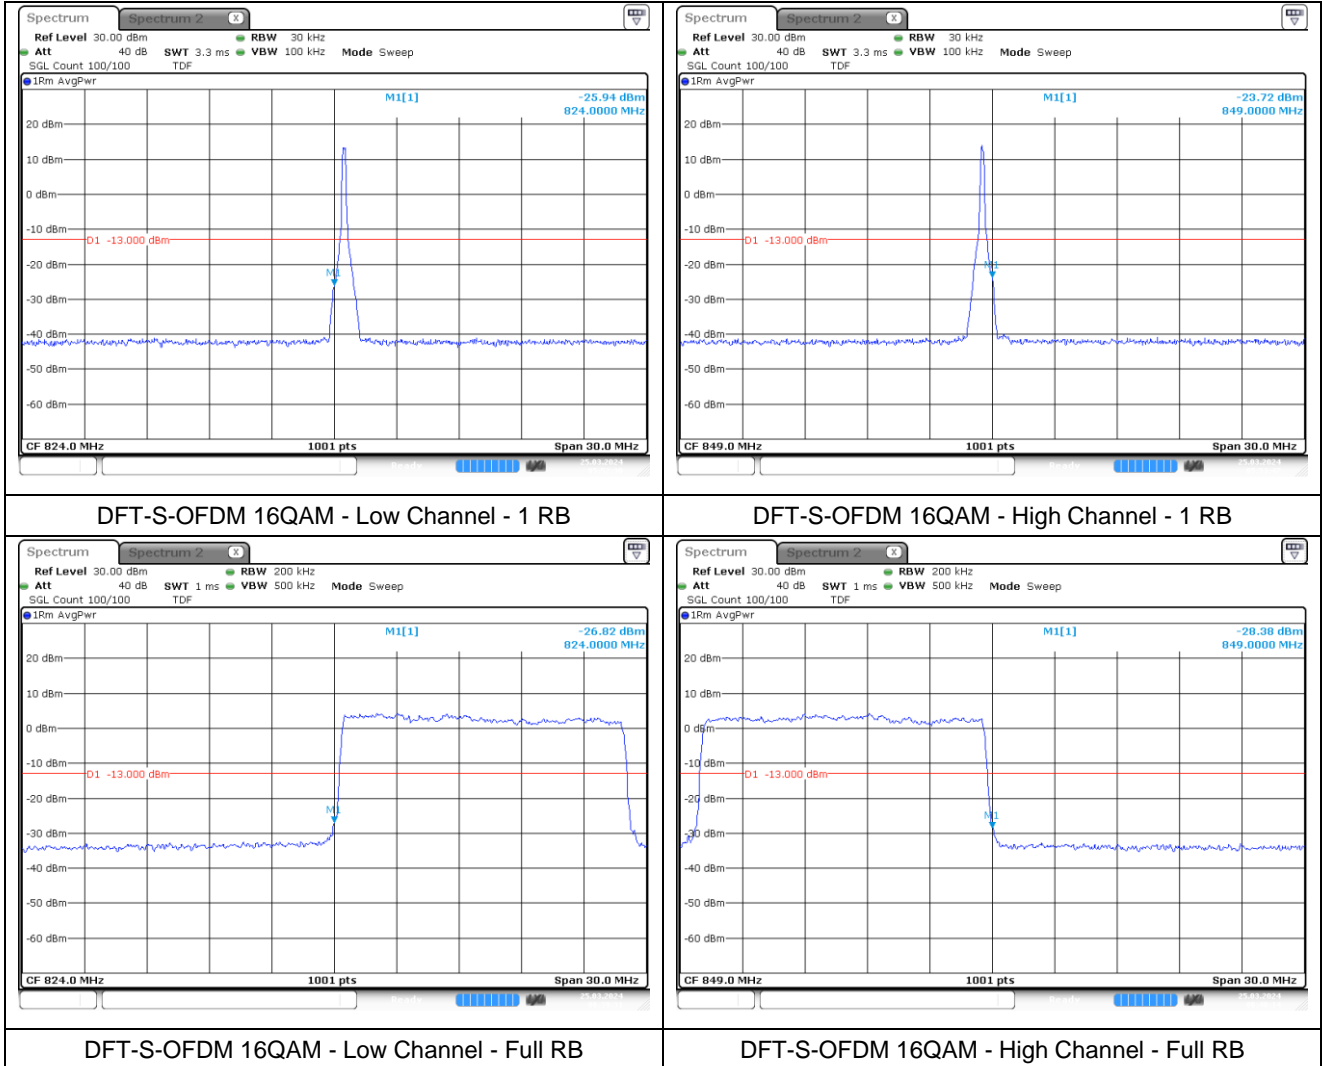 Spectrum Spectrum 2 X
Ref Level 30.00 dBm RBW 30 kHz
Att 40 dB SWT 3.3 ms VBW 100 kHz Mode Sweep
SGL Count 100/100 TDF
1Rm AvgPwr
M1[1] -25.94 dBm
824.0000 MHz
20 dBm
10 dBm
0 dBm
-10 dBm
D1 -13.000 dBm
-20 dBm
M1
-30 dBm
-40 dBm
-50 dBm
-60 dBm
CF 824.0 MHz 1001 pts Span 30.0 MHz
Ready 25.03.2024
DFT-S-OFDM 16QAM - Low Channel - 1 RB
Spectrum Spectrum 2 X
Ref Level 30.00 dBm RBW 30 kHz
Att 40 dB SWT 3.3 ms VBW 100 kHz Mode Sweep
SGL Count 100/100 TDF
1Rm AvgPwr
M1[1] -23.72 dBm
849.0000 MHz
20 dBm
10 dBm
0 dBm
-10 dBm
D1 -13.000 dBm
-20 dBm
M1
-30 dBm
-40 dBm
-50 dBm
-60 dBm
CF 849.0 MHz 1001 pts Span 30.0 MHz
Ready 25.03.2024
DFT-S-OFDM 16QAM - High Channel - 1 RB
Spectrum Spectrum 2 X
Ref Level 30.00 dBm RBW 200 kHz
Att 40 dB SWT 1 ms VBW 500 kHz Mode Sweep
SGL Count 100/100 TDF
1Rm AvgPwr
M1[1] -26.82 dBm
824.0000 MHz
20 dBm
10 dBm
0 dBm
-10 dBm
D1 -13.000 dBm
-20 dBm
M1
-30 dBm
-40 dBm
-50 dBm
-60 dBm
CF 824.0 MHz 1001 pts Span 30.0 MHz
Ready 25.03.2024
DFT-S-OFDM 16QAM - Low Channel - Full RB
Spectrum Spectrum 2 X
Ref Level 30.00 dBm RBW 200 kHz
Att 40 dB SWT 1 ms VBW 500 kHz Mode Sweep
SGL Count 100/100 TDF
1Rm AvgPwr
M1[1] -28.38 dBm
849.0000 MHz
20 dBm
10 dBm
0 dBm
-10 dBm
D1 -13.000 dBm
-20 dBm
M1
-30 dBm
-40 dBm
-50 dBm
-60 dBm
CF 849.0 MHz 1001 pts Span 30.0 MHz
Ready 25.03.2024
DFT-S-OFDM 16QAM - High Channel - Full RB